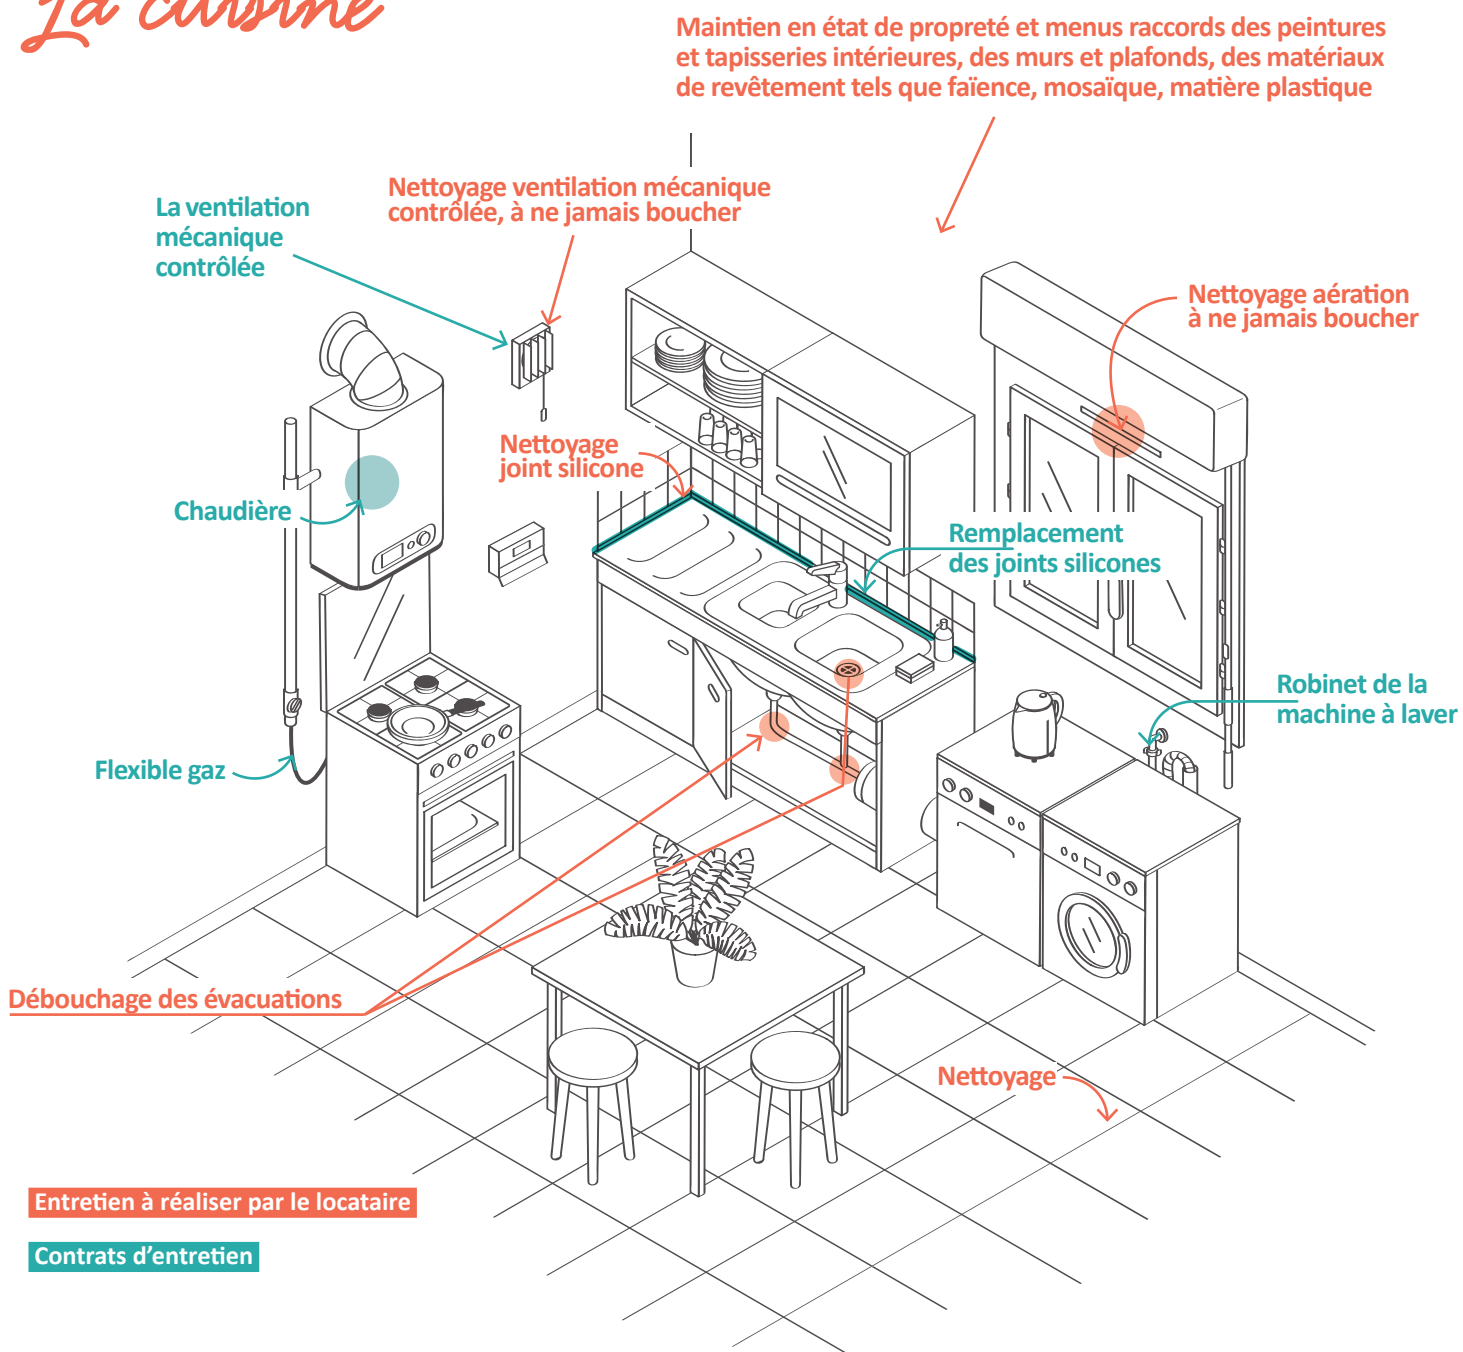 La cuisine
Maintien en état de propreté et menus raccords des peintures
et tapisseries intérieures, des murs et plafonds, des matériaux
de revêtement tels que faïence, mosaïque, matière plastique
Nettoyage ventilation mécanique
contrôlée, à ne jamais boucher
La ventilation
mécanique
contrôlée
Nettoyage aération
à ne jamais boucher
Nettoyage
joint silicone
Chaudière
Remplacement
des joints silicones
Robinet de la
machine à laver
Flexible gaz
Débouchage des évacuations
Nettoyage
Entretien à réaliser par le locataire
Contrats d’entretien